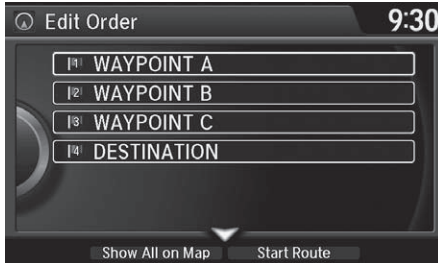 Edit Order
9:30
1 WAYPOINT A
2 WAYPOINT B
3 WAYPOINT C
4 DESTINATION
Show All on Map
Start Route